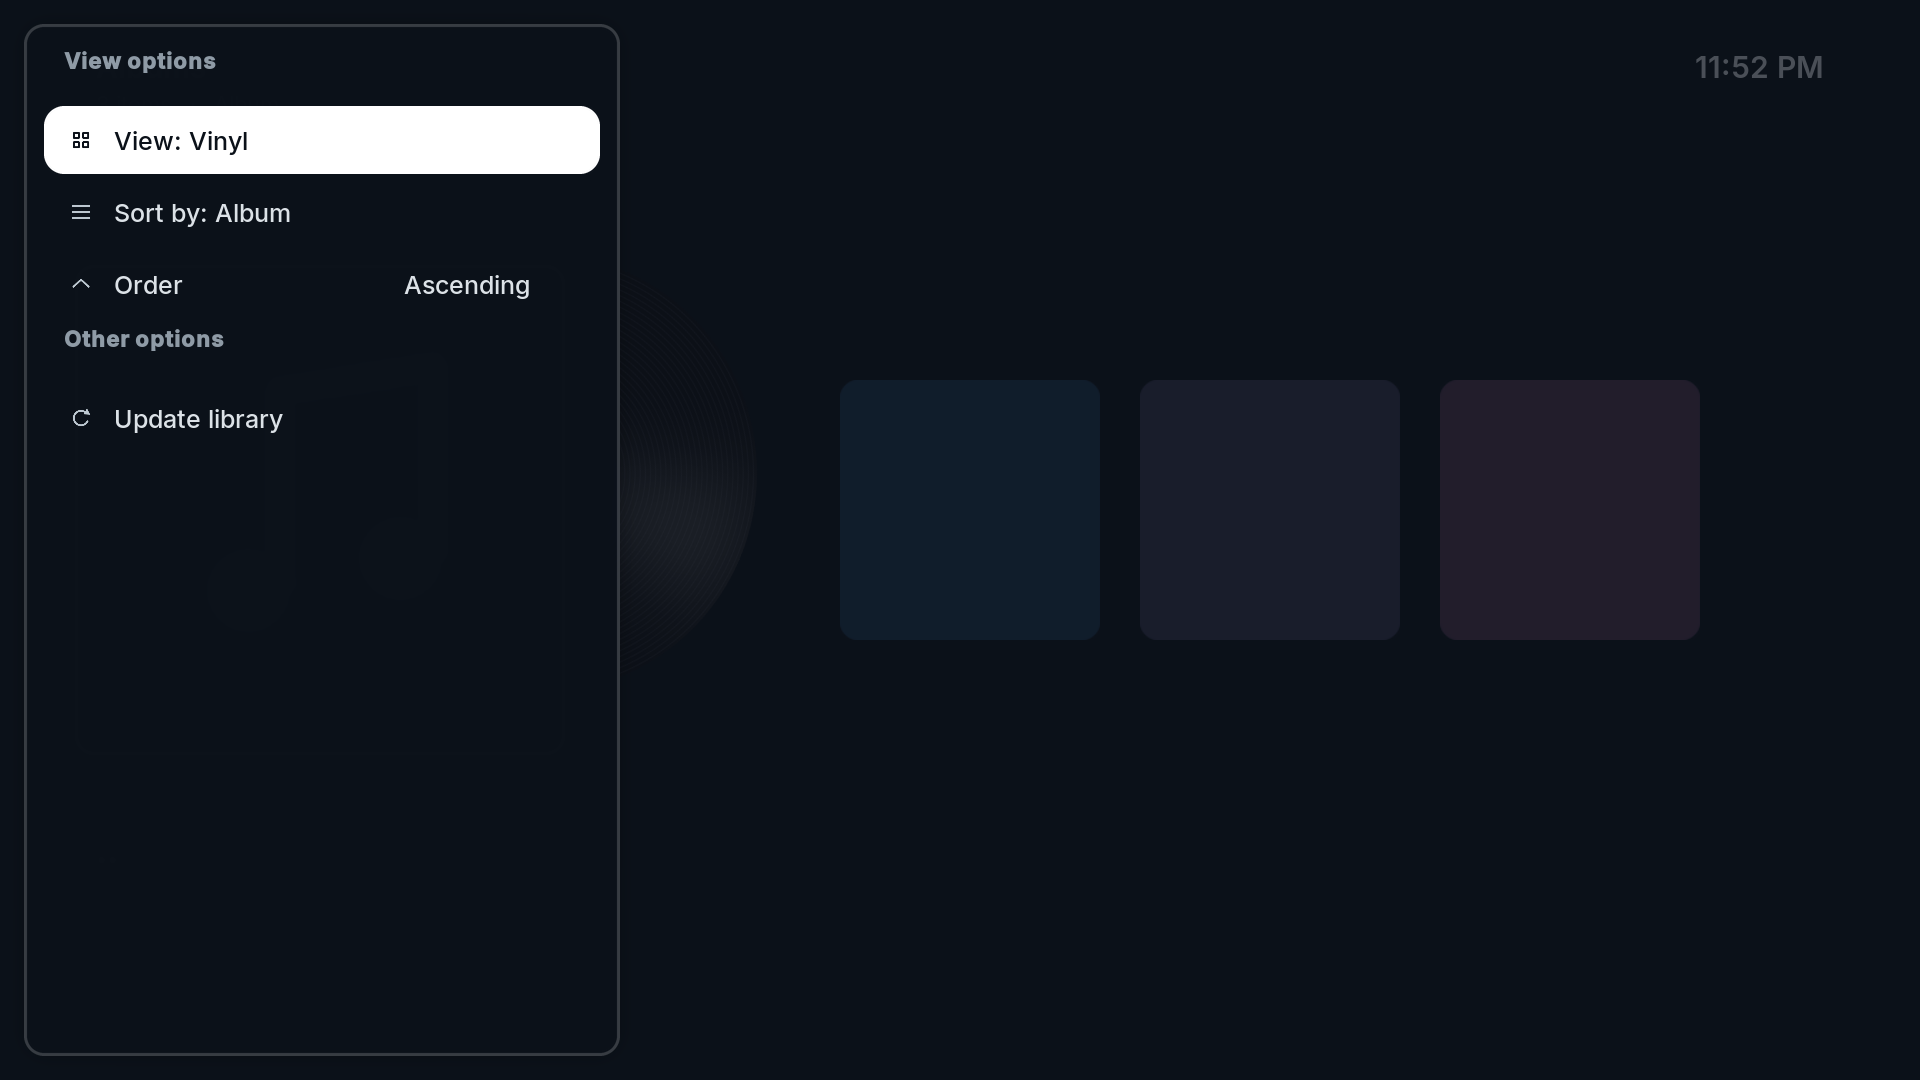 View options
11:52 PM
View: Vinyl
Sort by: Album
Order Ascending
Other options
Update library